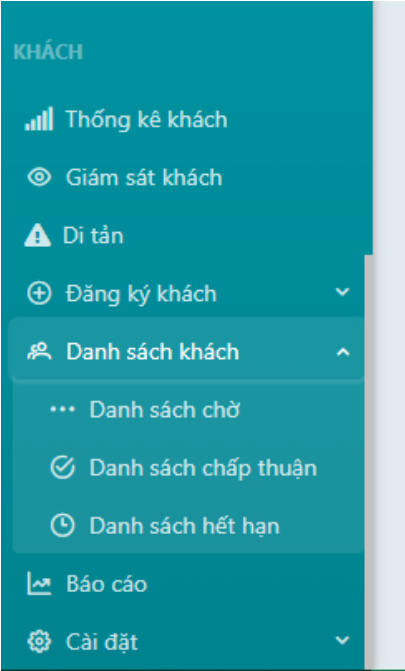 KHÁCH
Thống kê khách
Giám sát khách
Di tản
Đăng ký khách
Danh sách khách
Danh sách chờ
Danh sách chấp thuận
Danh sách hết hạn
Báo cáo
Cài đặt